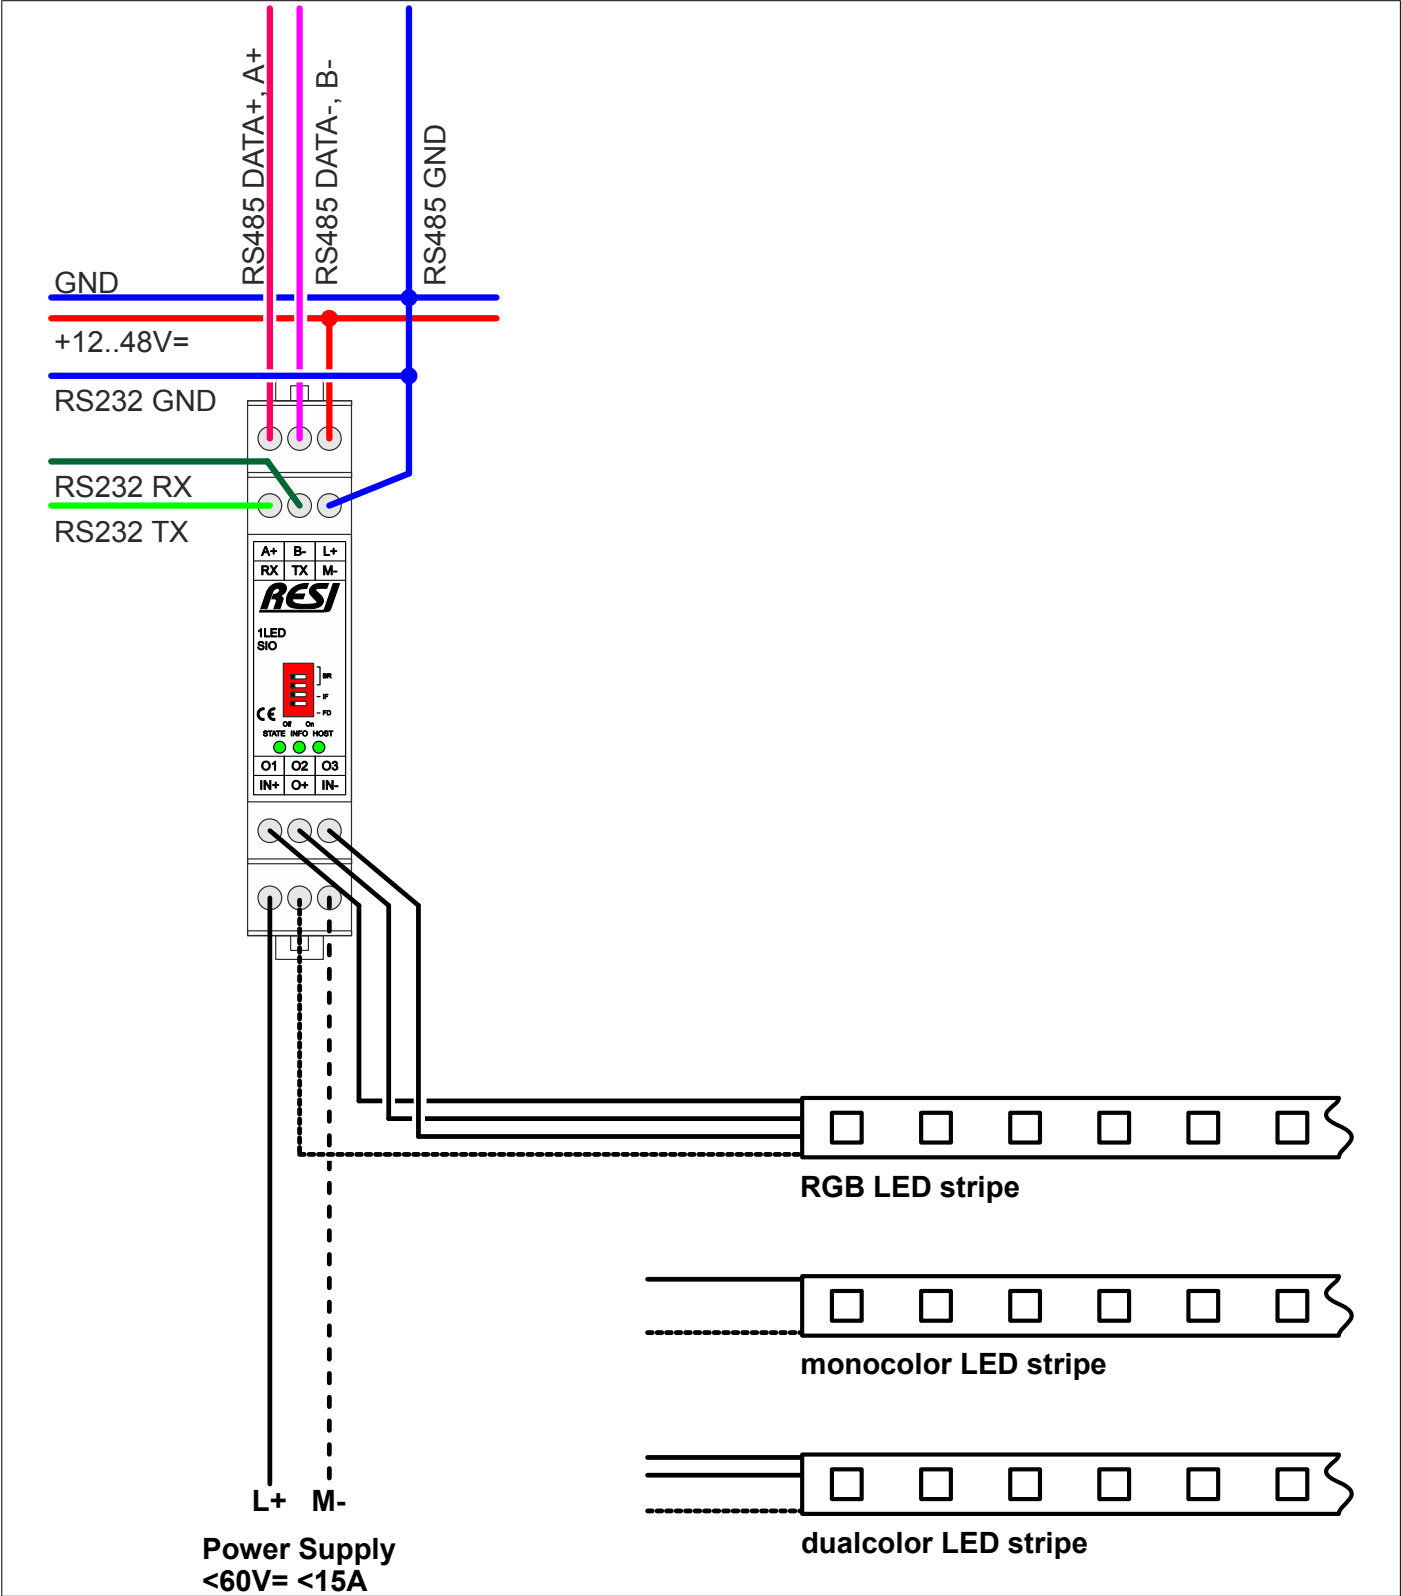 RS485 DATA+, A+
RS485 DATA-, B-
RS485 GND
GND
+12..48V=
RS232 GND
RS232 RX
RS232 TX
A+ B- L+
RX TX M-
RESI
1LED
SIO
BR
IF
FD
CE
Off On
STATE INFO HOST
O1 O2 O3
IN+ O+ IN-
RGB LED stripe
monocolor LED stripe
dualcolor LED stripe
L+ M-
Power Supply
<60V= <15A